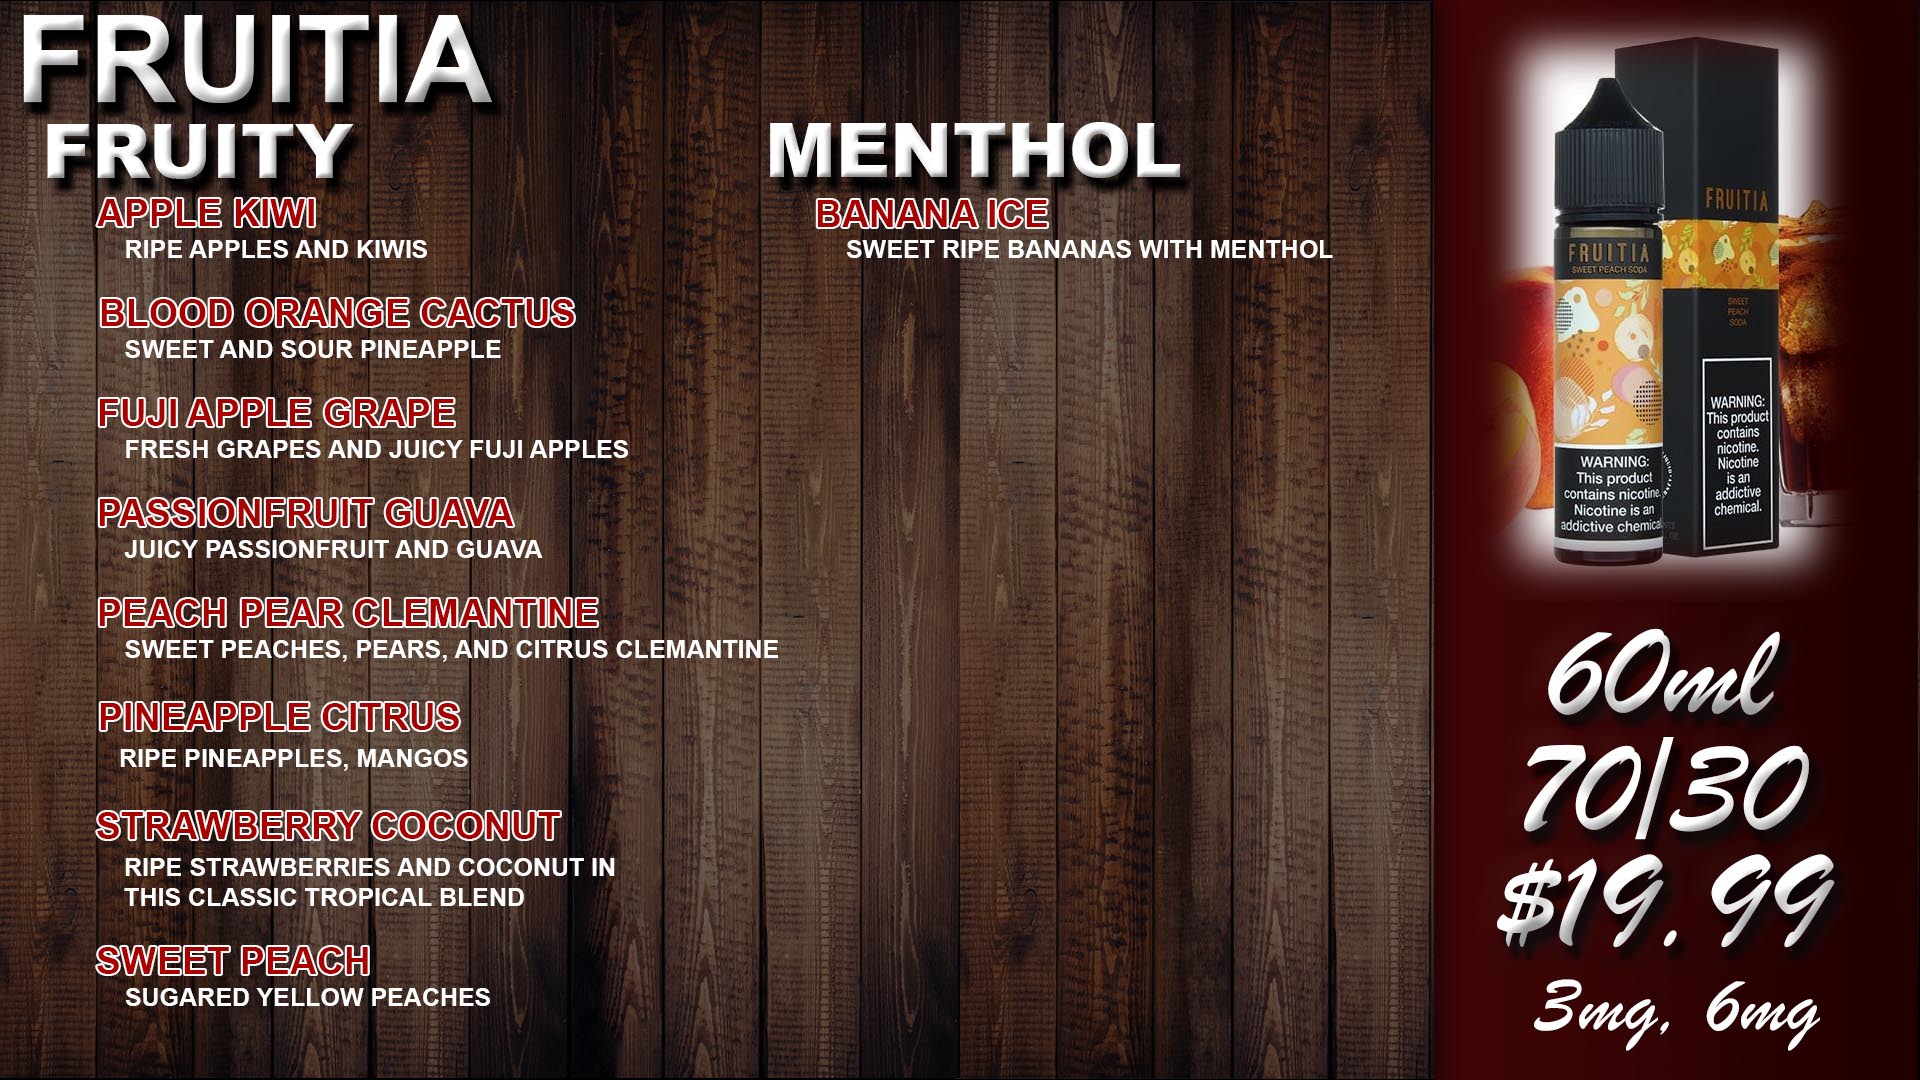 FRUITIA
FRUITY
APPLE KIWI
RIPE APPLES AND KIWIS
BLOOD ORANGE CACTUS
SWEET AND SOUR PINEAPPLE
FUJI APPLE GRAPE
FRESH GRAPES AND JUICY FUJI APPLES
PASSIONFRUIT GUAVA
JUICY PASSIONFRUIT AND GUAVA
PEACH PEAR CLEMANTINE
SWEET PEACHES, PEARS, AND CITRUS CLEMANTINE
PINEAPPLE CITRUS
RIPE PINEAPPLES, MANGOS
STRAWBERRY COCONUT
RIPE STRAWBERRIES AND COCONUT IN
THIS CLASSIC TROPICAL BLEND
SWEET PEACH
SUGARED YELLOW PEACHES
MENTHOL
BANANA ICE
SWEET RIPE BANANAS WITH MENTHOL
FRUITIA
SWEET PEACH SODA
WARNING:
This product
contains nicotine.
Nicotine is an
addictive chemical
FRUITIA
SWEET
PEACH
SODA
WARNING:
This product
contains
nicotine.
Nicotine
is an
addictive
chemical.
60ml
70|30
$19.99
3mg, 6mg